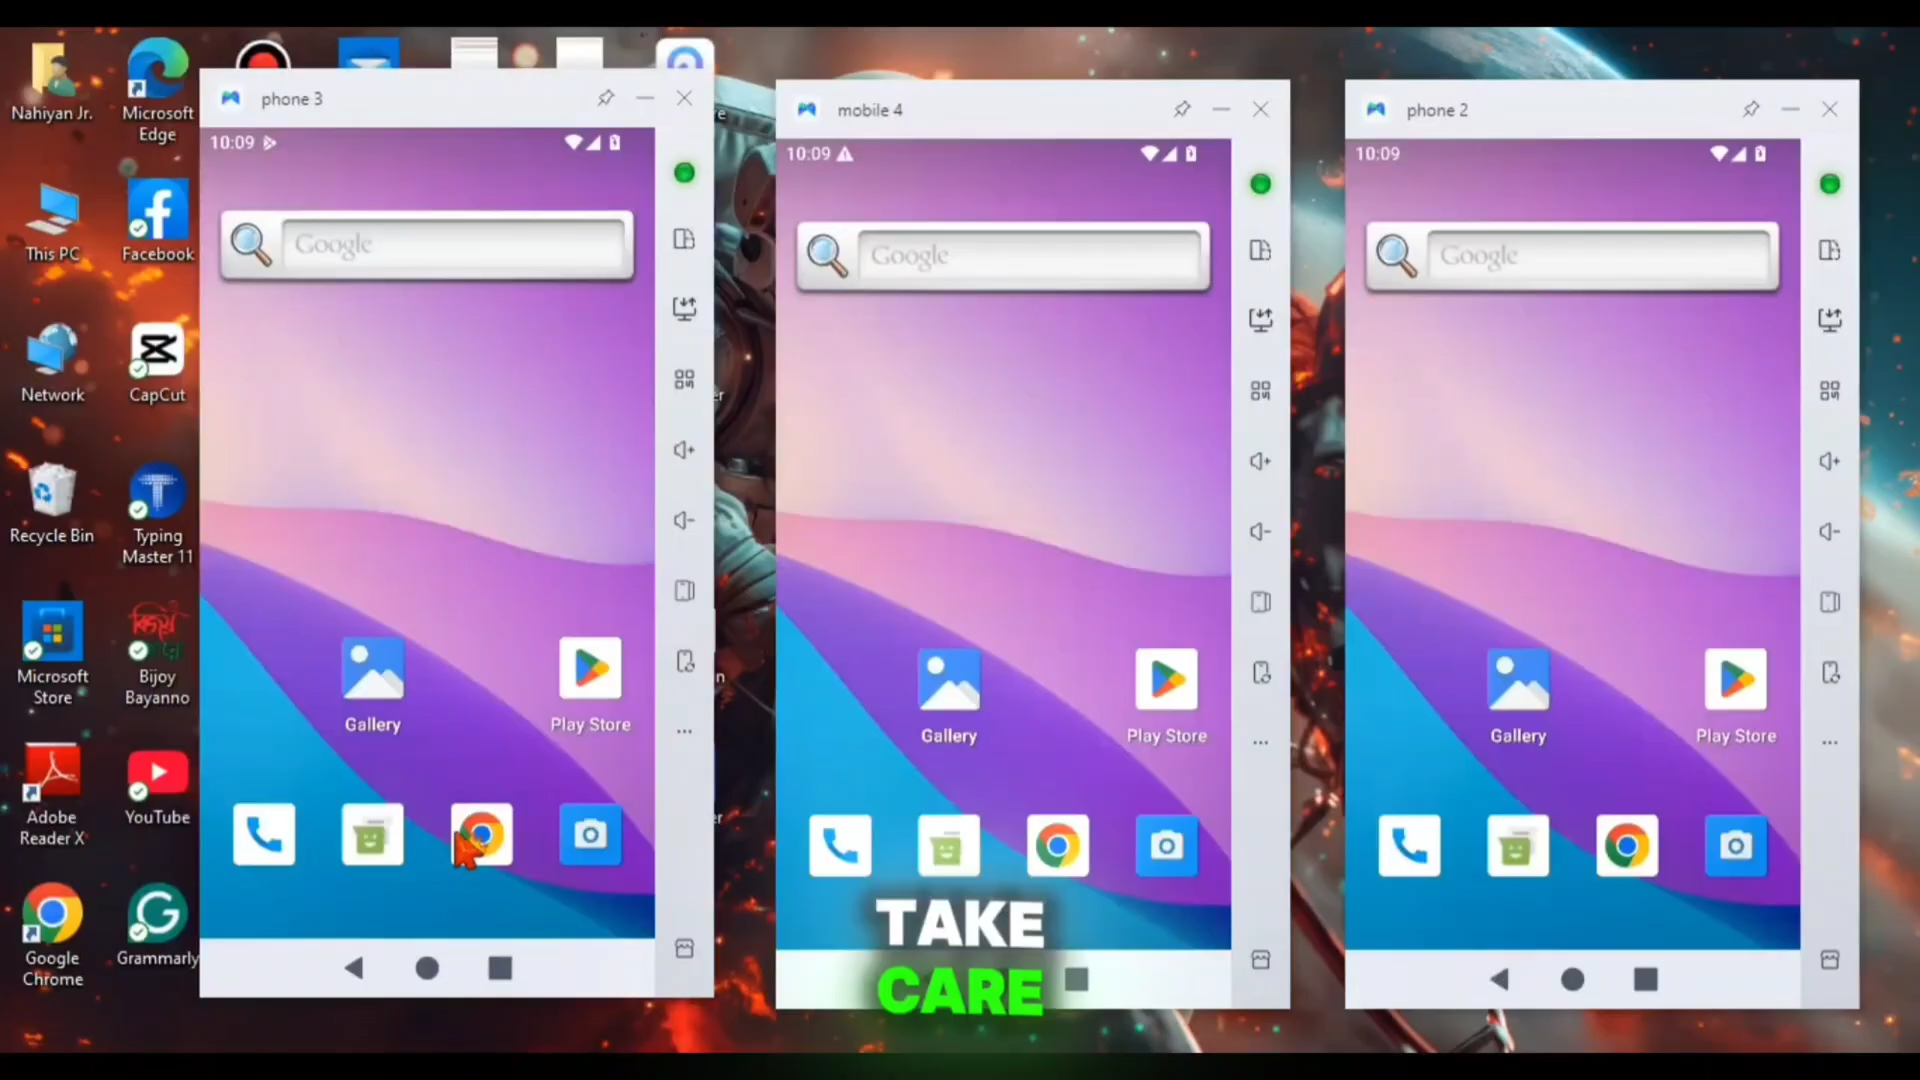 Nahiyan Jr.
Microsoft
Edge
This PC
Facebook
Network
CapCut
Recycle Bin
Typing
Master 11
Microsoft
Store
বিজয়
Bijoy
Bayanno
Adobe
Reader X
YouTube
Google
Chrome
Grammarly
phone 3
10:09
Google
Gallery
Play Store
mobile 4
10:09
Google
Gallery
Play Store
phone 2
10:09
Google
Gallery
Play Store
TAKE
CARE